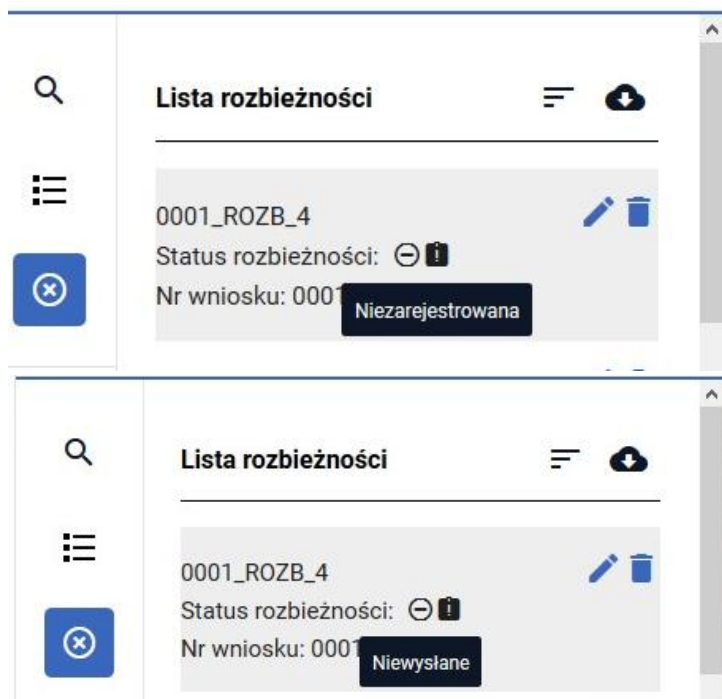 Lista rozbieżności
0001_ROZB_4
Status rozbieżności:
Nr wniosku: 0001
Niezarejestrowana
Lista rozbieżności
0001_ROZB_4
Status rozbieżności:
Nr wniosku: 0001
Niewysłane